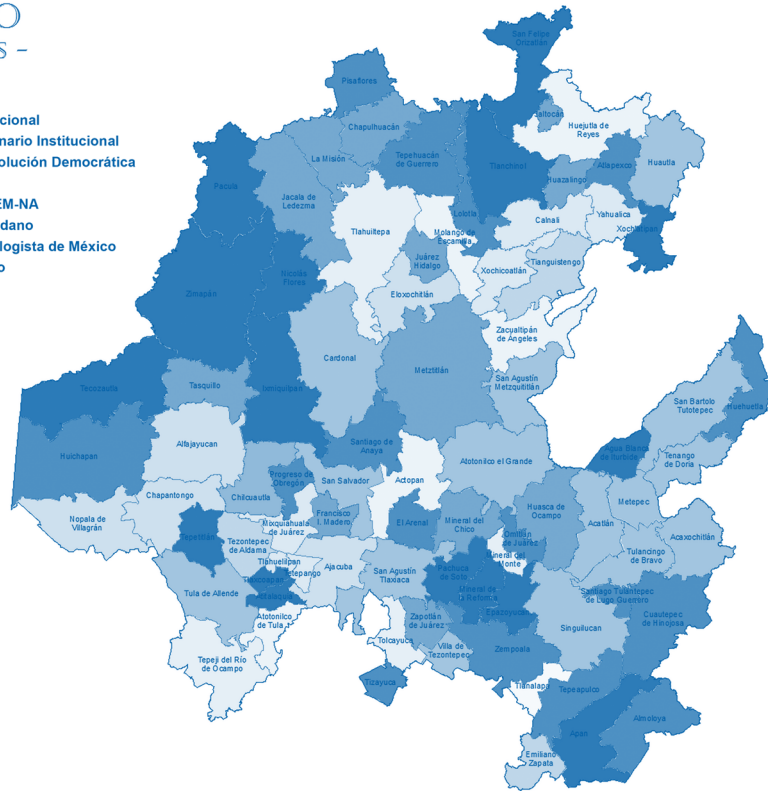 O
S –
cional
nario Institucional
olución Democrática
EM-NA
dano
logista de México
o
San Felipe
Orizatlán
Pisaflores
Jaltocán
Huejutla de
Reyes
Chapulhuacán
La Misión
Tepehuacán
de Guerrero
Tlanchinol
Huazalingo
Atlapexco
Huautla
Pacula
Jacala de
Ledezma
Lolotla
Molango de
Escamilla
Calnali
Yahualica
Xochiatipan
Tlahuiltepa
Juárez
Hidalgo
Tianguistengo
Xochicoatlán
Nicolás
Flores
Eloxochitlán
Zimapán
Zacualtipán
de Ángeles
Cardonal
Metztitlán
San Agustín
Metzquititlán
Tecozautla
Tasquillo
Ixmiquilpan
San Bartolo
Tutotepec
Huehuetla
Alfajayucan
Santiago de
Anaya
Huichapan
Agua Blanca
de Iturbide
Tenango
de Doria
Atotonilco el Grande
Progreso de
Obregón
San Salvador
Actopan
Chapantongo
Chilcuautla
Metepec
Huasca de
Ocampo
Nopala de
Villagrán
Mixquiahuala
de Juárez
Francisco
I. Madero
El Arenal
Mineral del
Chico
Acatlán
Tepetitlán
Tezontepec
de Aldama
Omitlán
de Juárez
Acaxochitlán
Mineral del
Monte
Tulancingo
de Bravo
Tlahuelilpan
Tetepango
Ajacuba
San Agustín
Tlaxiaca
Pachuca
de Soto
Tlaxcoapan
Tula de Allende
Atitalaquia
Mineral de
la Reforma
Santiago Tulantepec
de Lugo Guerrero
Atotonilco
de Tula
Zapotlán
de Juárez
Epazoyucan
Cuautepec
de Hinojosa
Singuilucan
Tolcayuca
Villa de
Tezontepec
Zempoala
Tepeji del Río
de Ocampo
Tizayuca
Tlanalapa
Tepeapulco
Almoloya
Apan
Emiliano
Zapata